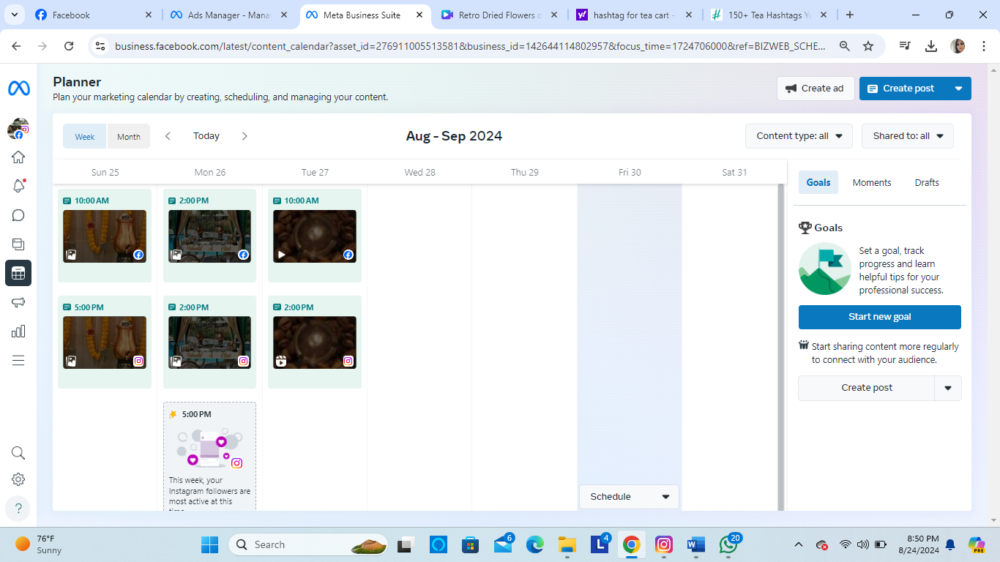 Facebook
Ads Manager - Mana
Meta Business Suite
Retro Dried Flowers c
hashtag for tea cart -
150+ Tea Hashtags Yo
business.facebook.com/latest/content_calendar?asset_id=276911005513581&business_id=142644114802957&focus_time=1724706000&ref=BIZWEB_SCHE...
Planner
Plan your marketing calendar by creating, scheduling, and managing your content.
Create ad
Create post
Week
Month
Today
Aug - Sep 2024
Content type: all
Shared to: all
Sun 25
Mon 26
Tue 27
Wed 28
Thu 29
Fri 30
Sat 31
10:00 AM
2:00 PM
10:00 AM
5:00 PM
2:00 PM
2:00 PM
5:00 PM
This week, your
Instagram followers are
most active at this
Schedule
Goals
Moments
Drafts
Goals
Set a goal, track
progress and learn
helpful tips for your
professional success.
Start new goal
Start sharing content more regularly
to connect with your audience.
Create post
?
76°F
Sunny
Search
6
4
L
20
8:50 PM
8/24/2024
PRE